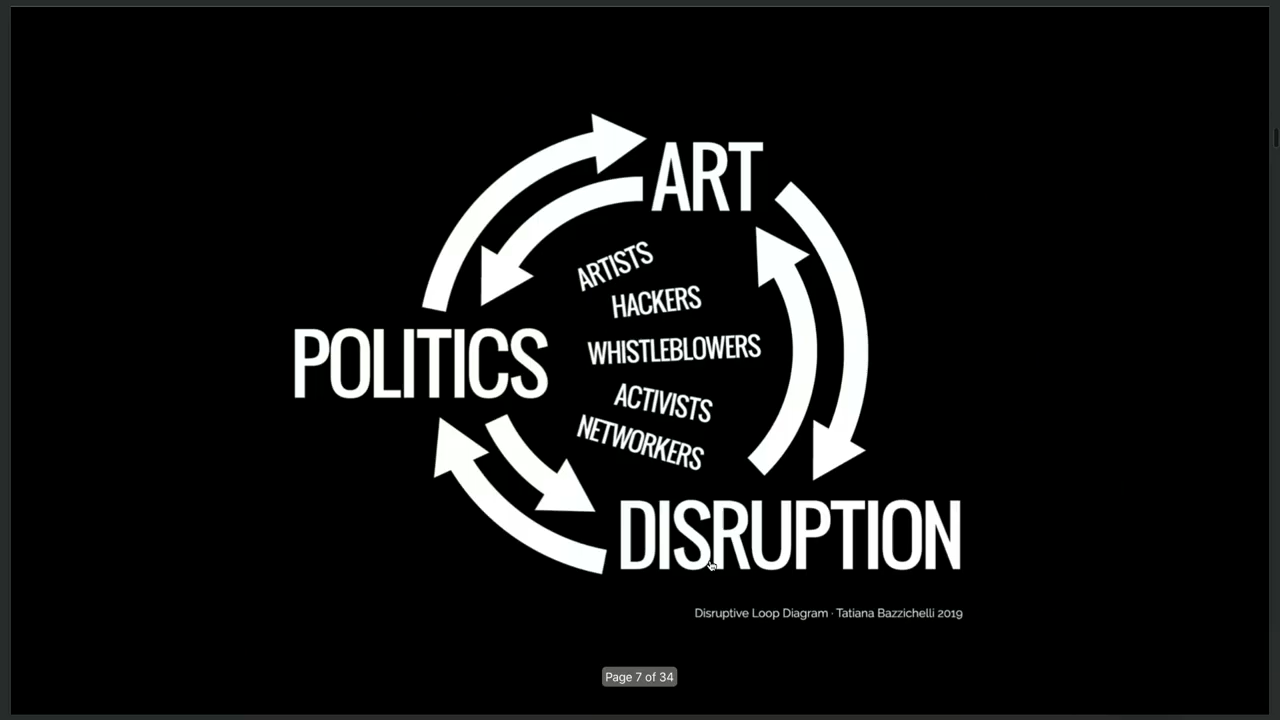 ART
ARTISTS
HACKERS
POLITICS
WHISTLEBLOWERS
ACTIVISTS
NETWORKERS
DISRUPTION
Disruptive Loop Diagram · Tatiana Bazzichelli 2019
Page 7 of 34